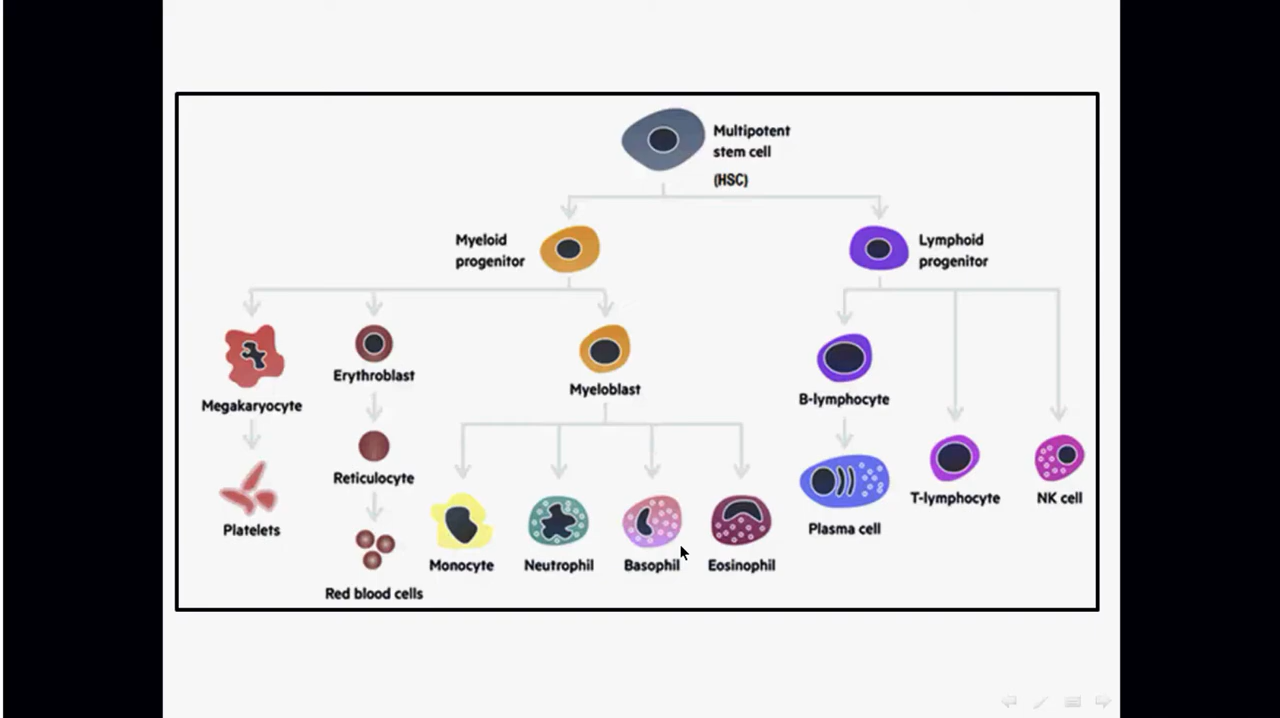 Multipotent
stem cell
(HSC)
Myeloid
progenitor
Lymphoid
progenitor
Megakaryocyte
Erythroblast
Myeloblast
B-lymphocyte
Platelets
Reticulocyte
Red blood cells
Monocyte
Neutrophil
Basophil
Eosinophil
Plasma cell
T-lymphocyte
NK cell